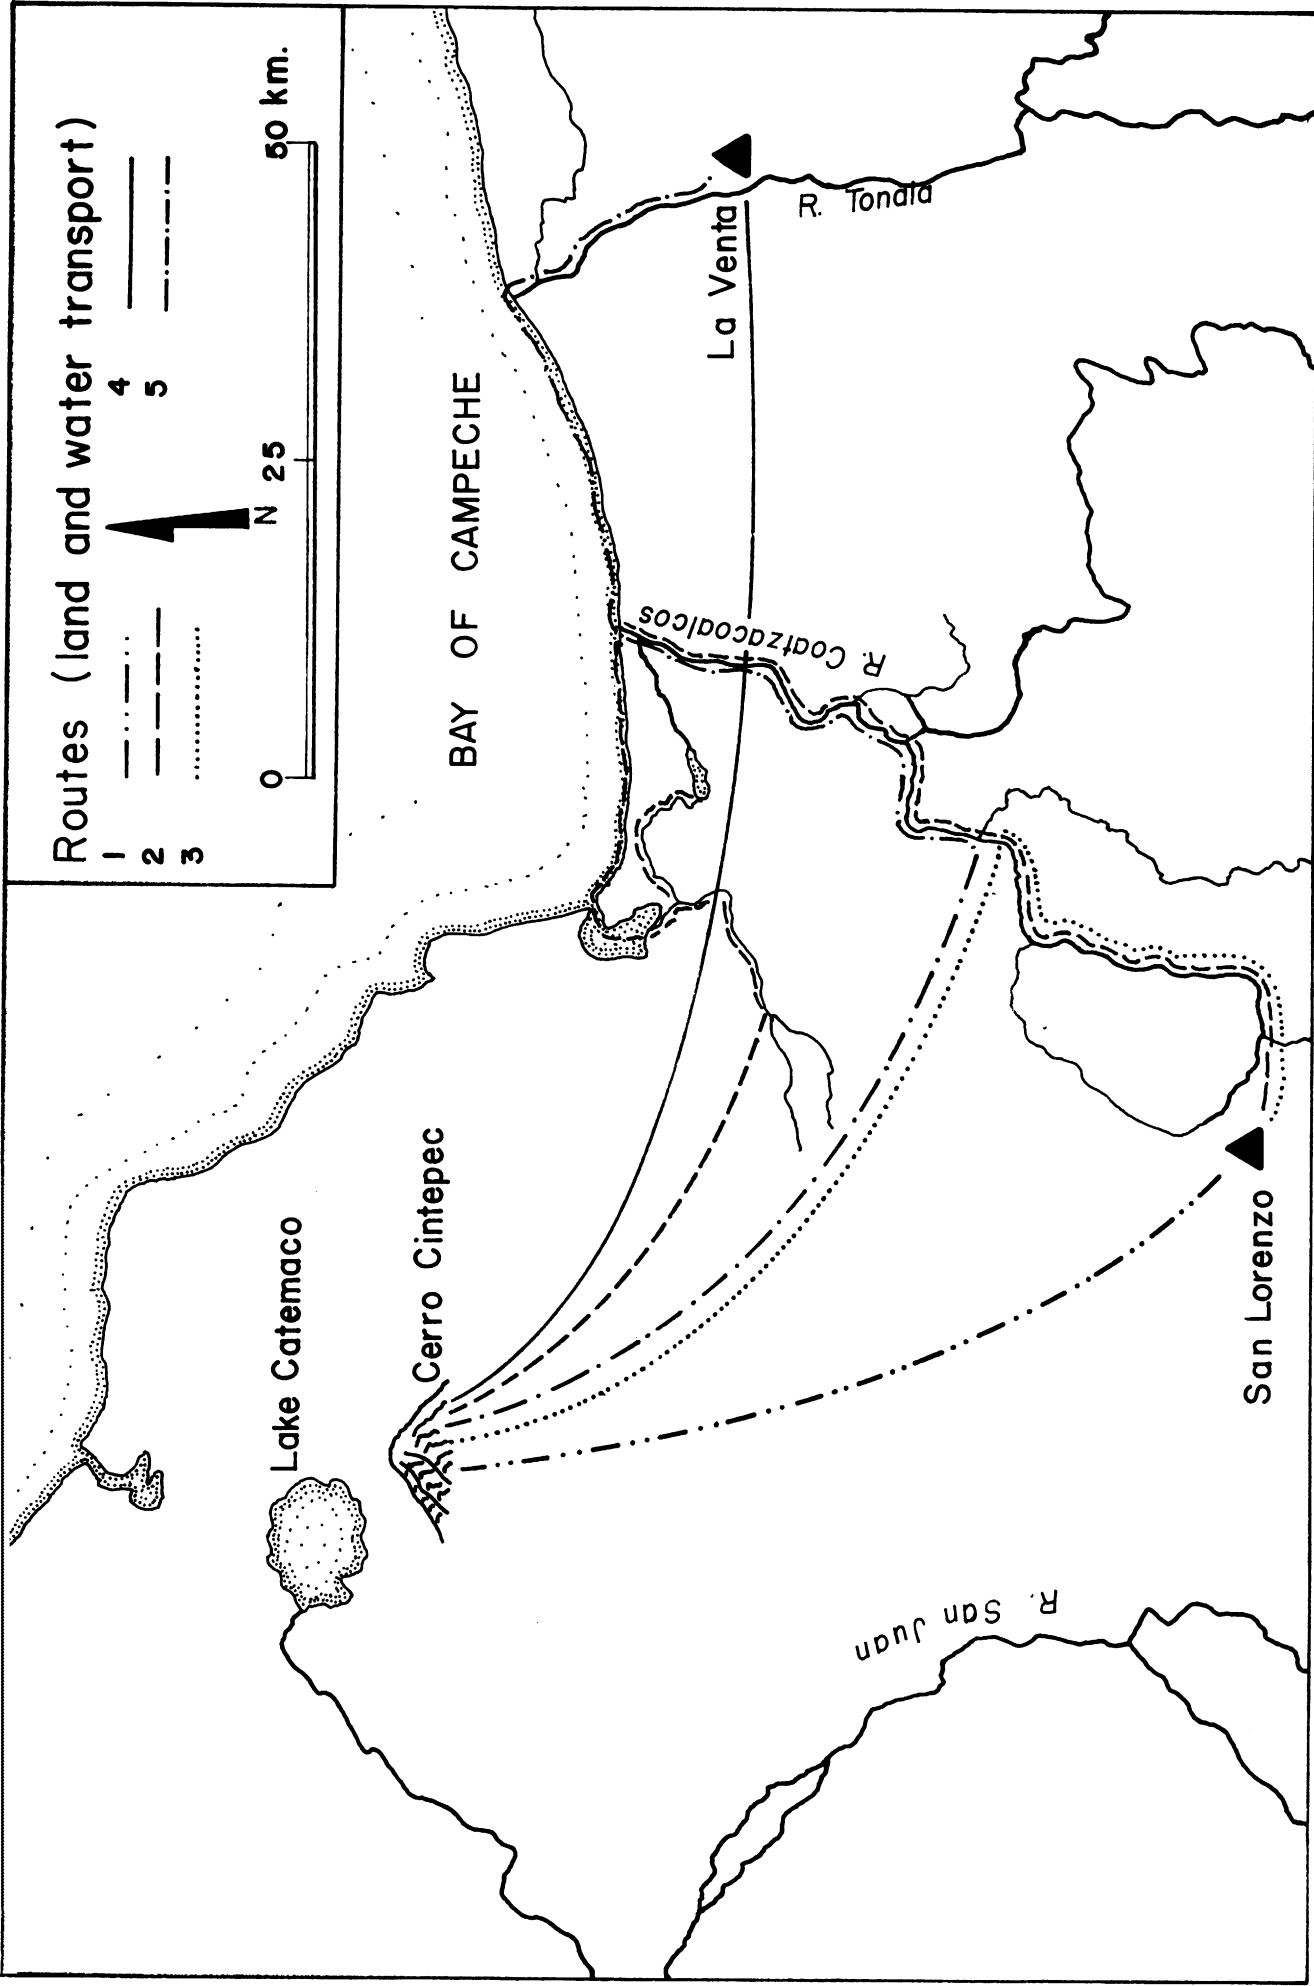 Routes (land and water transport)
1
2
3
4
5
N
0 25 50 km.
BAY OF CAMPECHE
Lake Catemaco
Cerro Cintepec
La Venta
R. Tonala
R. Coatzacoalcos
San Lorenzo
R. San Juan